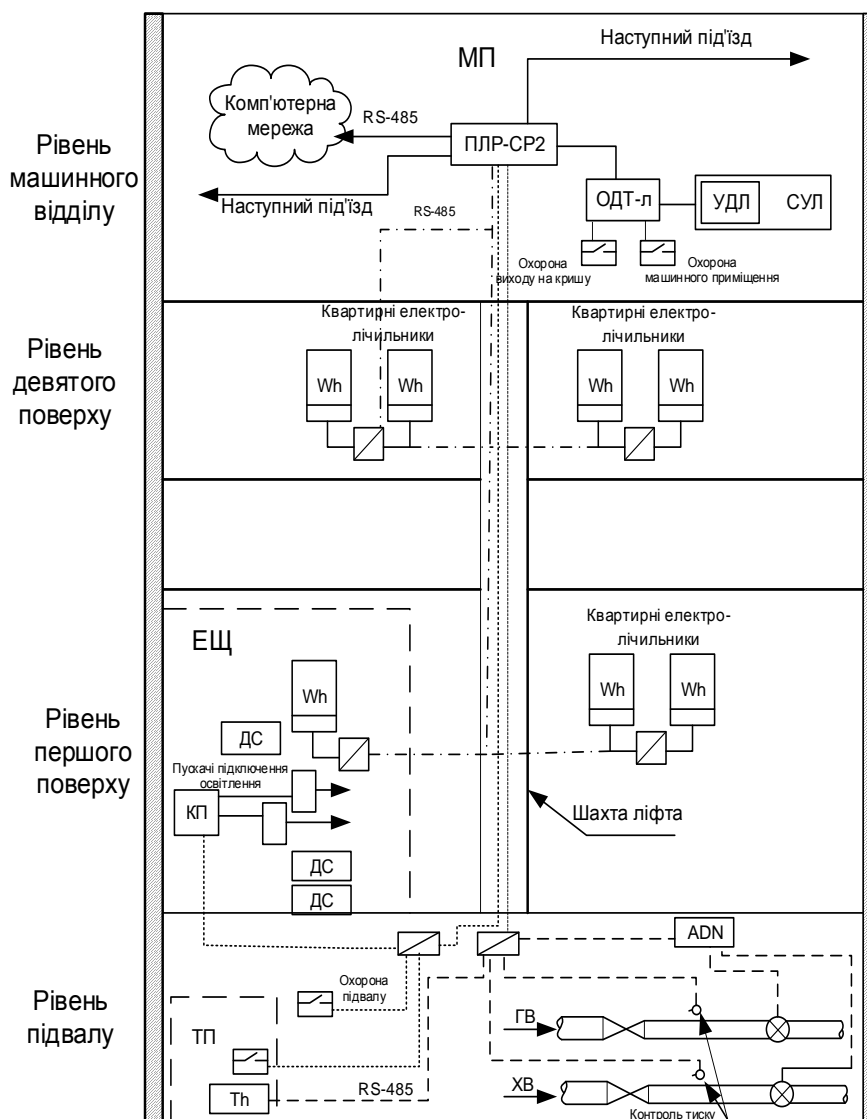 МП
Наступний під'їзд
Комп'ютерна
мережа
RS-485
ПЛР-СР2
Рівень
машинного
відділу
Наступний під'їзд
RS-485
ОДТ-л
УДЛ
СУЛ
Охорона
виходу на кришу
Охорона
машинного приміщення
Рівень
девятого
поверху
Квартирні електро-
лічильники
Wh
Wh
Квартирні електро-
лічильники
Wh
Wh
Рівень
першого
поверху
ЕЩ
Wh
ДС
Пускачі підключення
освітлення
КП
ДС
ДС
Квартирні електро-
лічильники
Wh
Wh
Шахта ліфта
Рівень
підвалу
ADN
Охорона
підвалу
ТП
Th
RS-485
ГВ
ХВ
Контроль тиску